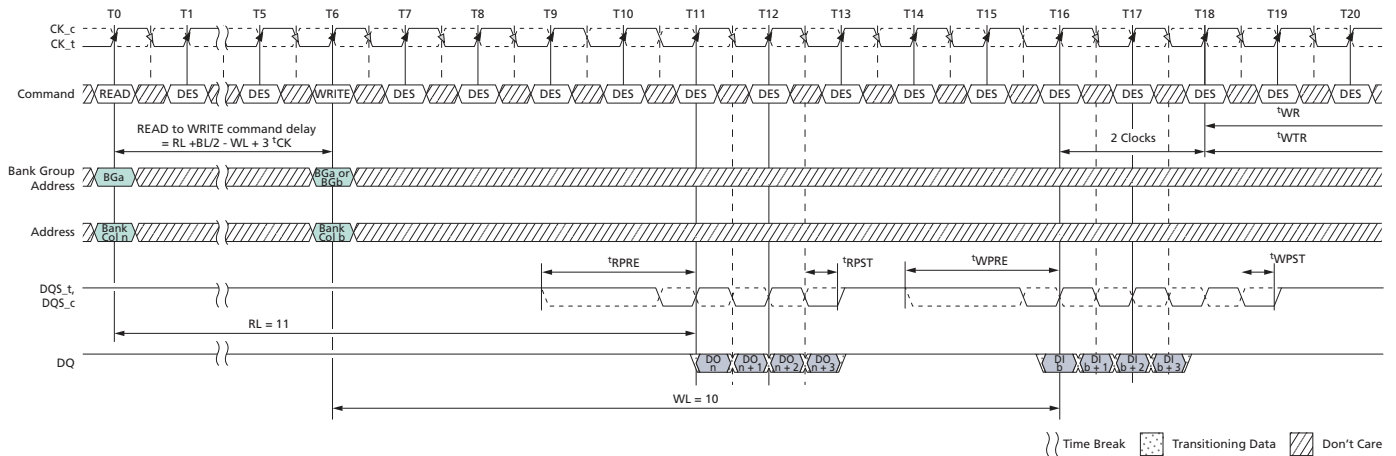 T0 T1 T5 T6 T7 T8 T9 T10 T11 T12 T13 T14 T15 T16 T17 T18 T19 T20
CK_c
CK_t
Command READ DES DES WRITE DES DES DES DES DES DES DES DES DES DES DES DES DES DES
tWR
READ to WRITE command delay
= RL +BL/2 - WL + 3 tCK
2 Clocks
tWTR
Bank Group
Address
BGa
BGa or
BGb
Address
Bank
Col n
Bank
Col b
tRPRE tRPST tWPRE tWPST
DQS_t,
DQS_c
RL = 11
DQ
DO
n
DO
n + 1
DO
n + 2
DO
n + 3
DI
b
DI
b + 1
DI
b + 2
DI
b + 3
WL = 10
Time Break Transitioning Data Don't Care